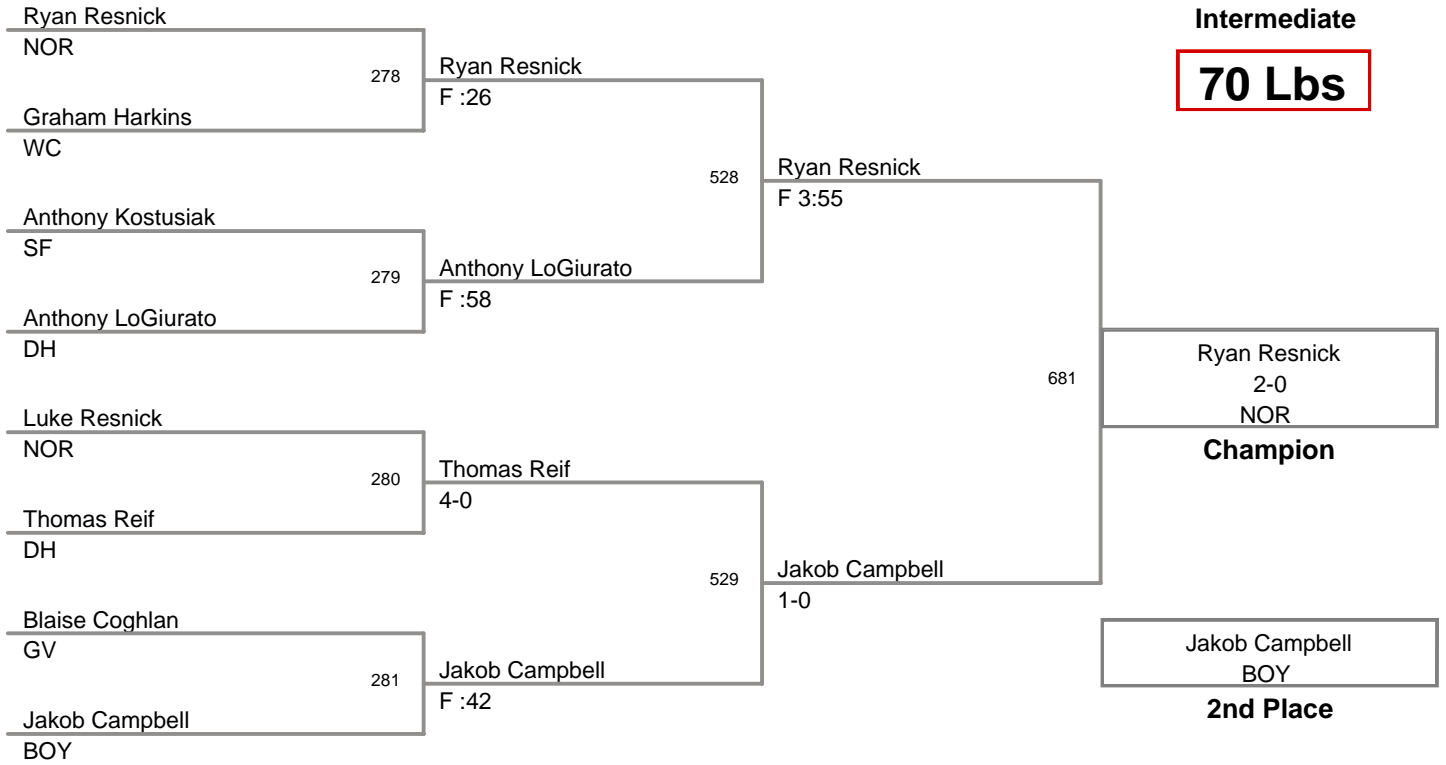 Ryan Resnick
NOR
278
Graham Harkins
WC
Anthony Kostusiak
SF
279
Anthony LoGiurato
DH
Luke Resnick
NOR
280
Thomas Reif
DH
Blaise Coghlan
GV
281
Jakob Campbell
BOY
Ryan Resnick
F :26
528
Anthony LoGiurato
F :58
Thomas Reif
4-0
529
Jakob Campbell
F :42
Ryan Resnick
F 3:55
681
Jakob Campbell
1-0
Intermediate
70 Lbs
Ryan Resnick
2-0
NOR
Champion
Jakob Campbell
BOY
2nd Place